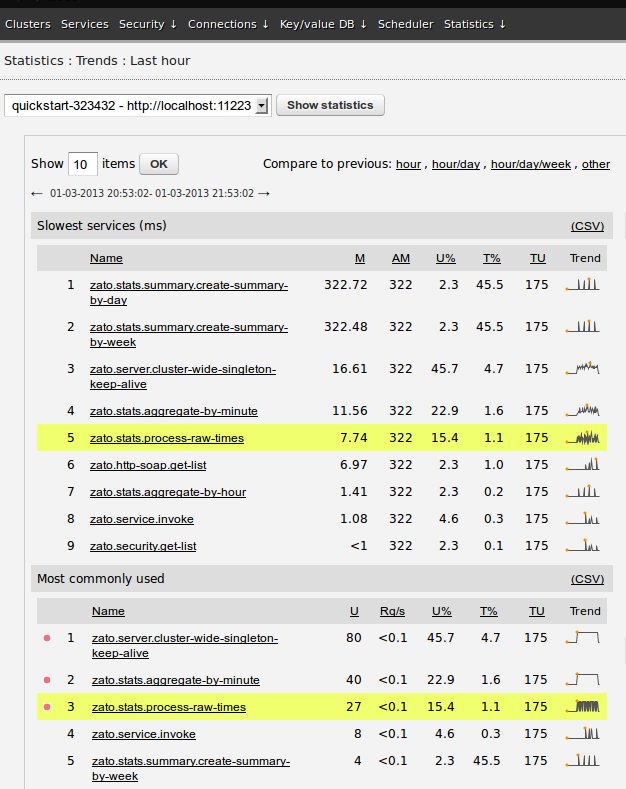 Clusters Services Security ↓ Connections ↓ Key/value DB ↓ Scheduler Statistics ↓
Statistics : Trends : Last hour
quickstart-323432 - http://localhost:11223 Show statistics
Show 10 items OK Compare to previous: hour , hour/day , hour/day/week , other
← 01-03-2013 20:53:02- 01-03-2013 21:53:02 →
Slowest services (ms) (CSV)
Name M AM U% T% TU Trend
1 zato.stats.summary.create-summary- 322.72 322 2.3 45.5 175
by-day
2 zato.stats.summary.create-summary- 322.48 322 2.3 45.5 175
by-week
3 zato.server.cluster-wide-singleton- 16.61 322 45.7 4.7 175
keep-alive
4 zato.stats.aggregate-by-minute 11.56 322 22.9 1.6 175
5 zato.stats.process-raw-times 7.74 322 15.4 1.1 175
6 zato.http-soap.get-list 6.97 322 2.3 1.0 175
7 zato.stats.aggregate-by-hour 1.41 322 2.3 0.2 175
8 zato.service.invoke 1.08 322 4.6 0.3 175
9 zato.security.get-list <1 322 2.3 0.1 175
Most commonly used (CSV)
Name U Rq/s U% T% TU Trend
1 zato.server.cluster-wide-singleton- 80 <0.1 45.7 4.7 175
keep-alive
2 zato.stats.aggregate-by-minute 40 <0.1 22.9 1.6 175
3 zato.stats.process-raw-times 27 <0.1 15.4 1.1 175
4 zato.service.invoke 8 <0.1 4.6 0.3 175
5 zato.stats.summary.create-summary- 4 <0.1 2.3 45.5 175
by-week